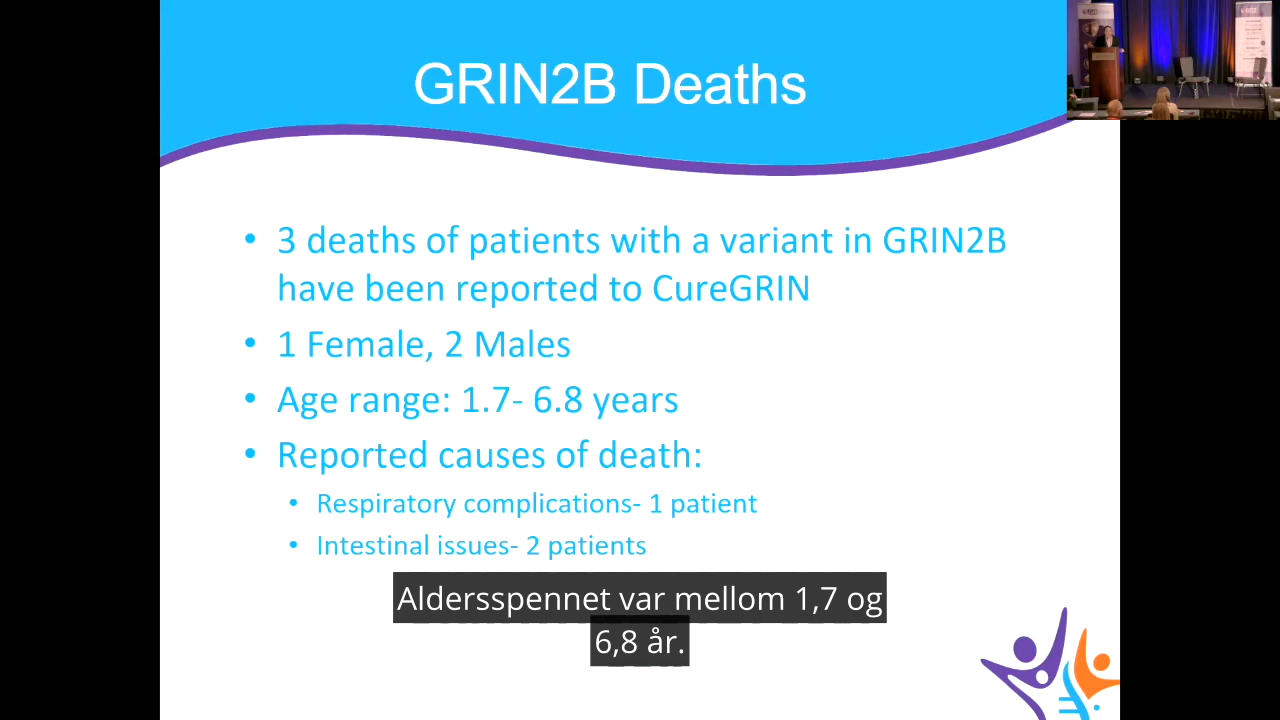 GRIN2B Deaths
• 3 deaths of patients with a variant in GRIN2B
have been reported to CureGRIN
• 1 Female, 2 Males
• Age range: 1.7- 6.8 years
• Reported causes of death:
• Respiratory complications- 1 patient
• Intestinal issues- 2 patients
Aldersspennet var mellom 1,7 og
6,8 år.